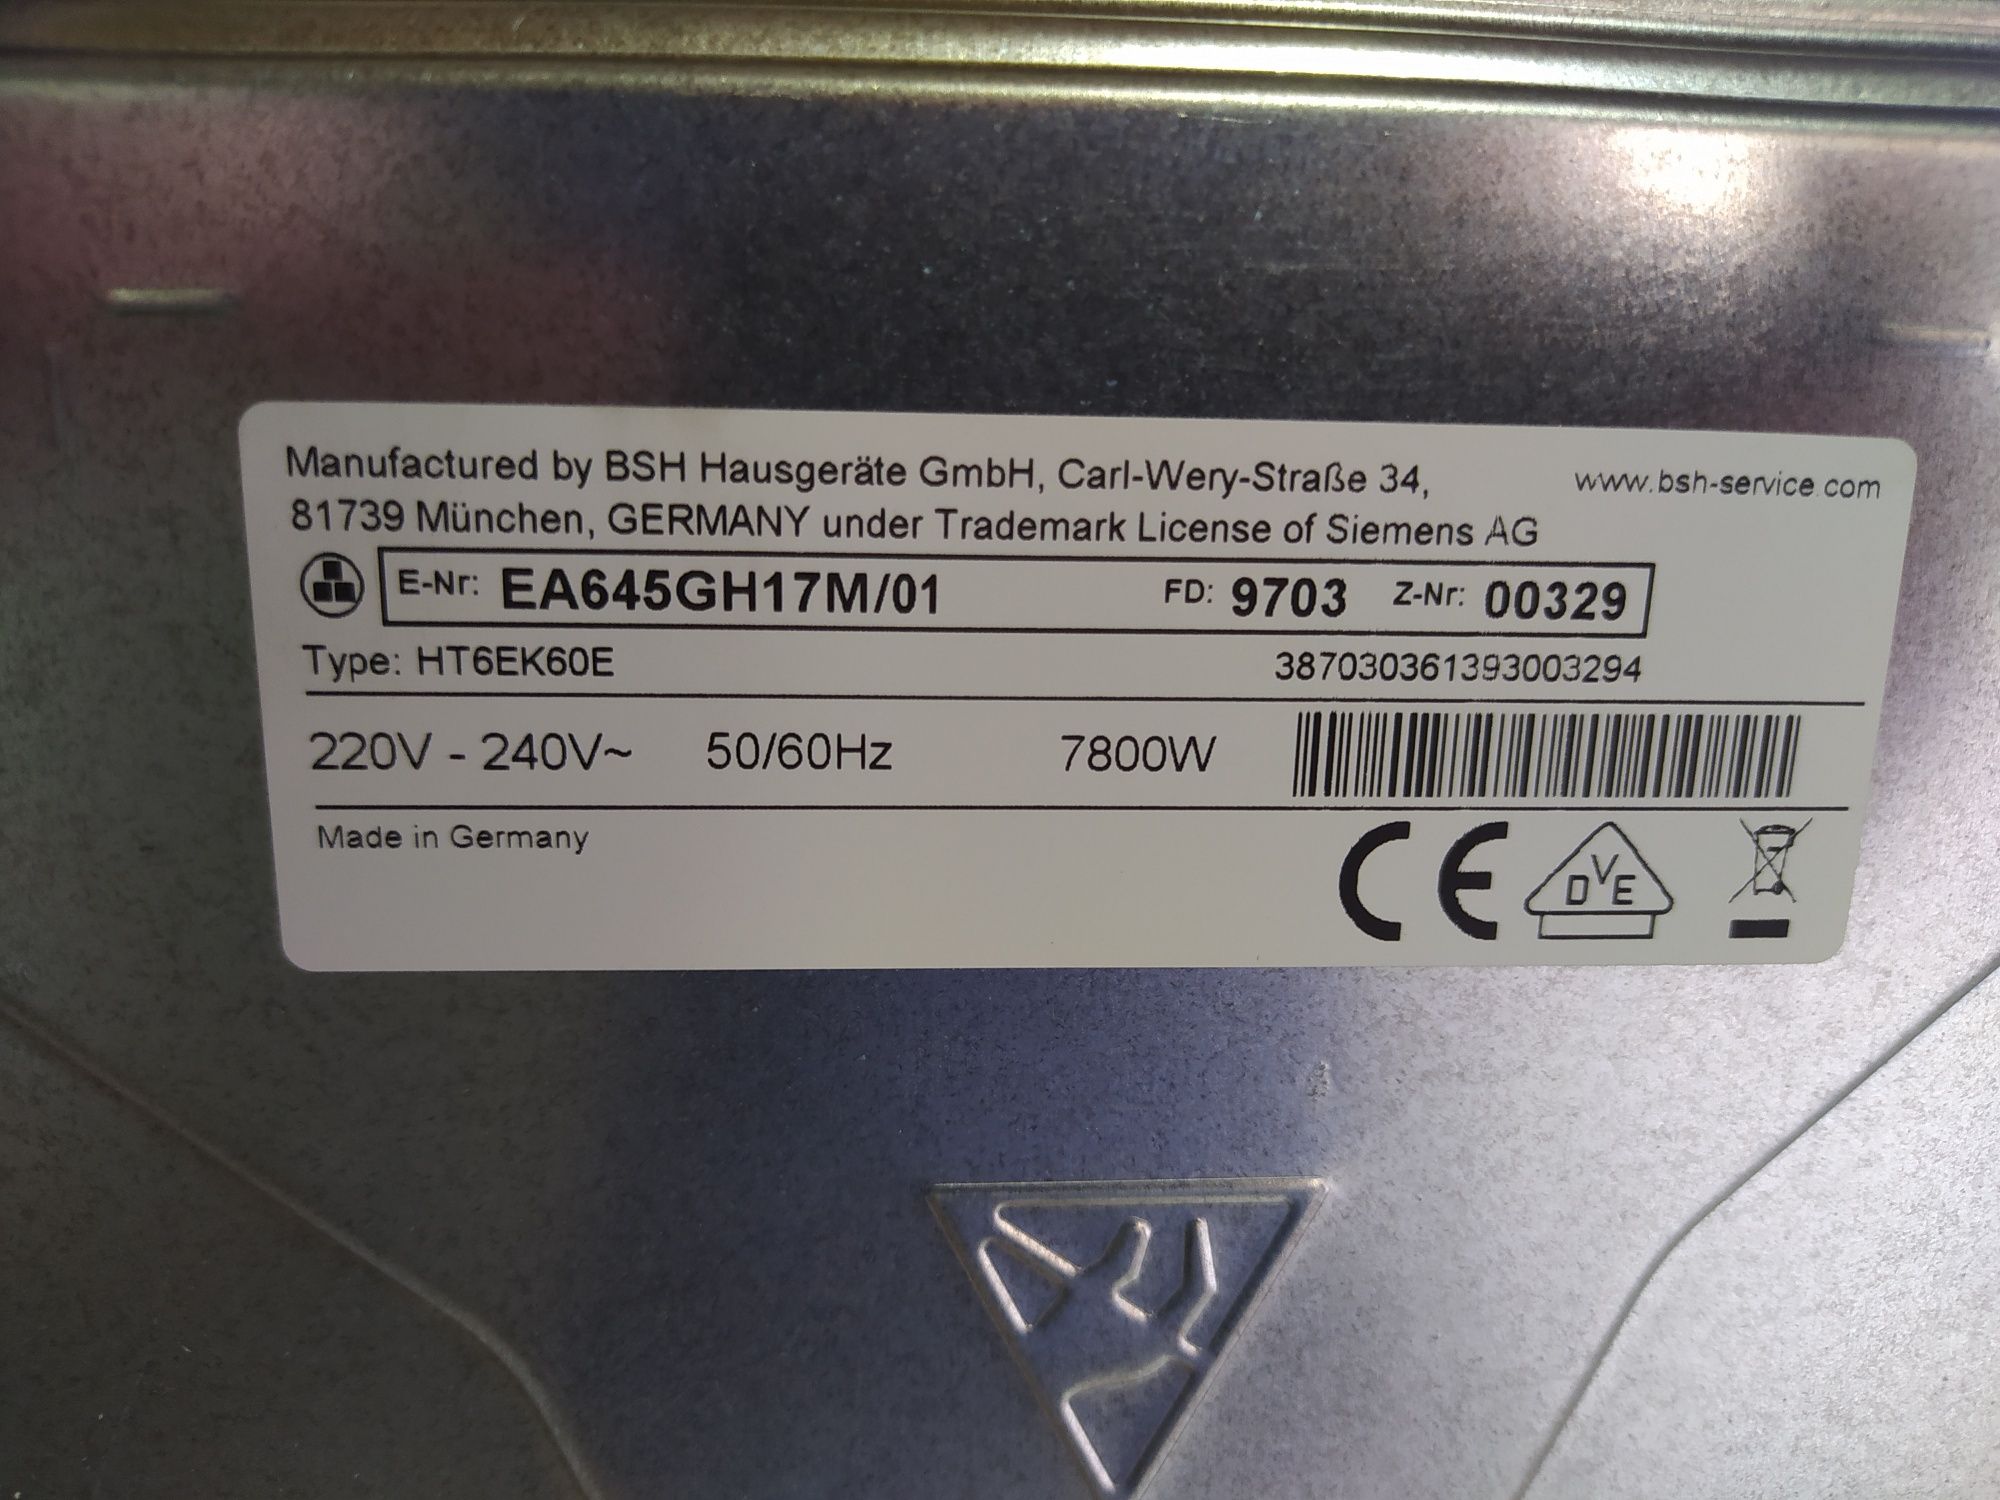 Manufactured by BSH Hausgeräte GmbH, Carl-Wery-Straße 34, www.bsh-service.com
81739 München, GERMANY under Trademark License of Siemens AG
E-Nr: EA645GH17M/01 FD: 9703 Z-Nr: 00329
Type: HT6EK60E 387030361393003294
220V - 240V~ 50/60Hz 7800W
Made in Germany CE DVE